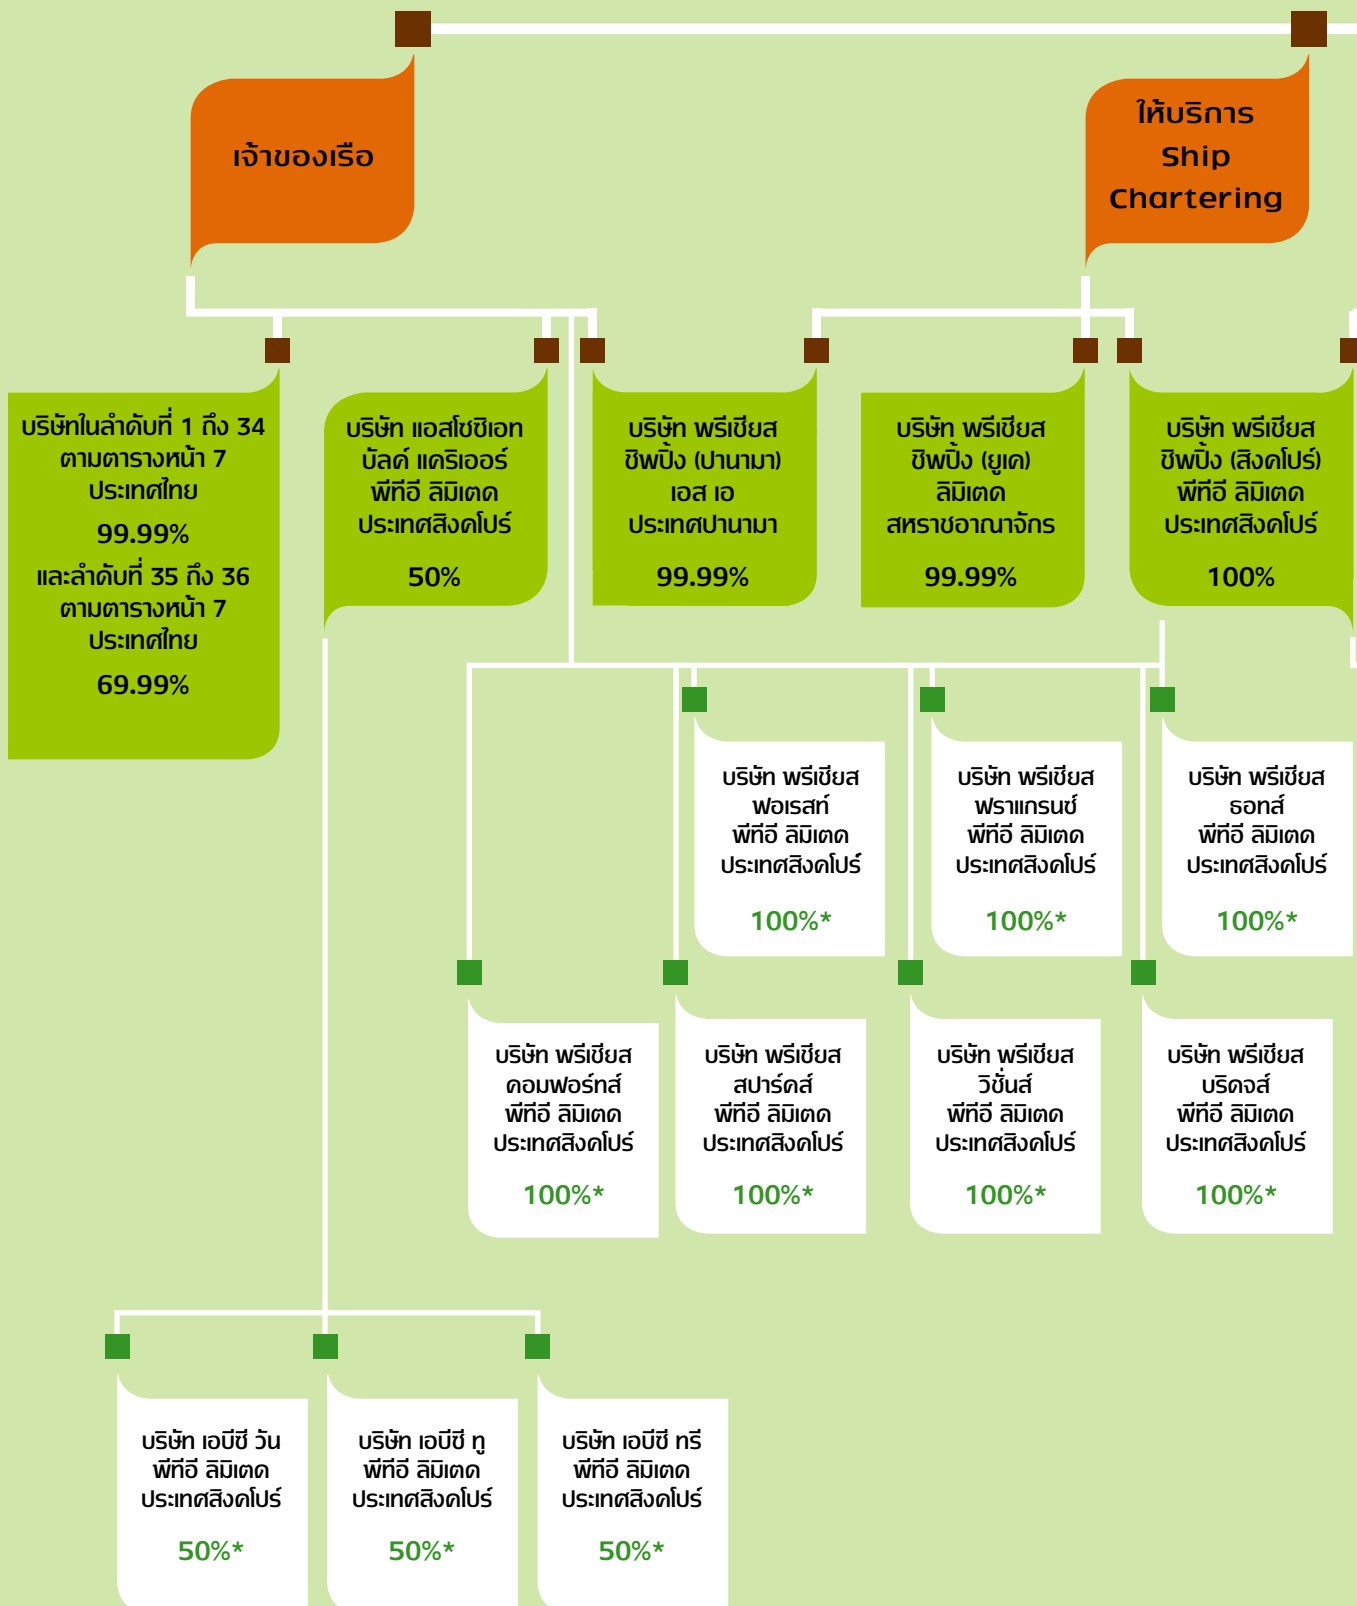 เจ้าของเรือ
ให้บริการ
Ship
Chartering
บริษัทในลำดับที่ 1 ถึง 34
ตามตารางหน้า 7
ประเทศไทย
99.99%
และลำดับที่ 35 ถึง 36
ตามตารางหน้า 7
ประเทศไทย
69.99%
บริษัท แอสโซซิเอท
บัลค์ แคริเออร์
พีทีอี ลิมิเตด
ประเทศสิงคโปร์
50%
บริษัท พรีเชียส
ชิพปิ้ง (ปานามา)
เอส เอ
ประเทศปานามา
99.99%
บริษัท พรีเชียส
ชิพปิ้ง (ยูเค)
ลิมิเตด
สหราชอาณาจักร
99.99%
บริษัท พรีเชียส
ชิพปิ้ง (สิงคโปร์)
พีทีอี ลิมิเตด
ประเทศสิงคโปร์
100%
บริษัท พรีเชียส
ฟอเรสท์
พีทีอี ลิมิเตด
ประเทศสิงคโปร์
100%*
บริษัท พรีเชียส
ฟราแกรนซ์
พีทีอี ลิมิเตด
ประเทศสิงคโปร์
100%*
บริษัท พรีเชียส
ธอทส์
พีทีอี ลิมิเตด
ประเทศสิงคโปร์
100%*
บริษัท พรีเชียส
คอมฟอร์ทส์
พีทีอี ลิมิเตด
ประเทศสิงคโปร์
100%*
บริษัท พรีเชียส
สปาร์คส์
พีทีอี ลิมิเตด
ประเทศสิงคโปร์
100%*
บริษัท พรีเชียส
วิชั่นส์
พีทีอี ลิมิเตด
ประเทศสิงคโปร์
100%*
บริษัท พรีเชียส
บริดจส์
พีทีอี ลิมิเตด
ประเทศสิงคโปร์
100%*
บริษัท เอบีซี วัน
พีทีอี ลิมิเตด
ประเทศสิงคโปร์
50%*
บริษัท เอบีซี ทู
พีทีอี ลิมิเตด
ประเทศสิงคโปร์
50%*
บริษัท เอบีซี ทรี
พีทีอี ลิมิเตด
ประเทศสิงคโปร์
50%*